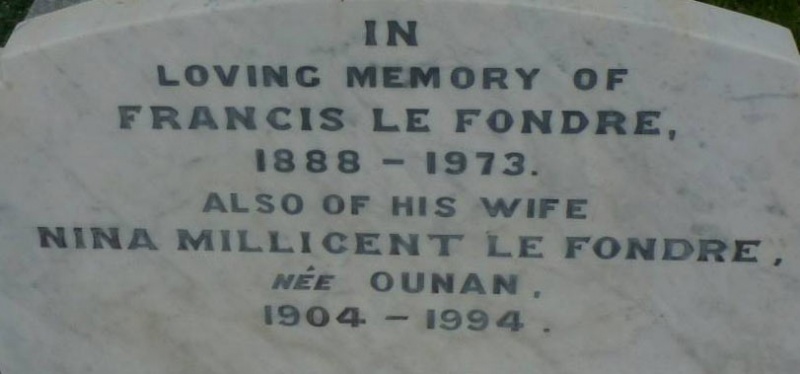 IN
LOVING MEMORY OF
FRANCIS LE FONDRE,
1888 – 1973.
ALSO OF HIS WIFE
NINA MILLICENT LE FONDRE,
NÉE OUNAN.
1904 – 1994.